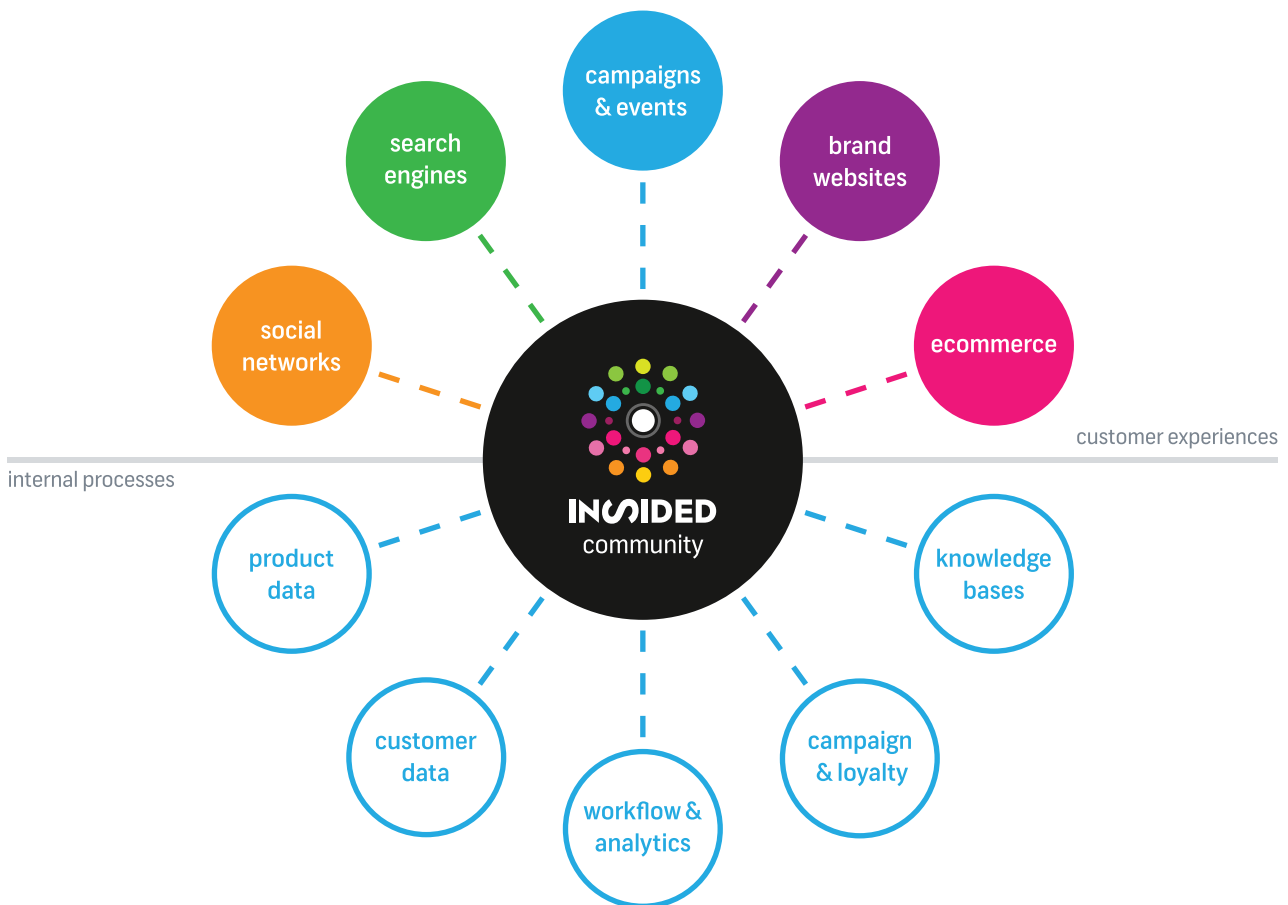 campaigns
& events
search
engines
brand
websites
social
networks
ecommerce
customer experiences
INSIDED
community
internal processes
product
data
knowledge
bases
customer
data
campaign
& loyalty
workflow &
analytics